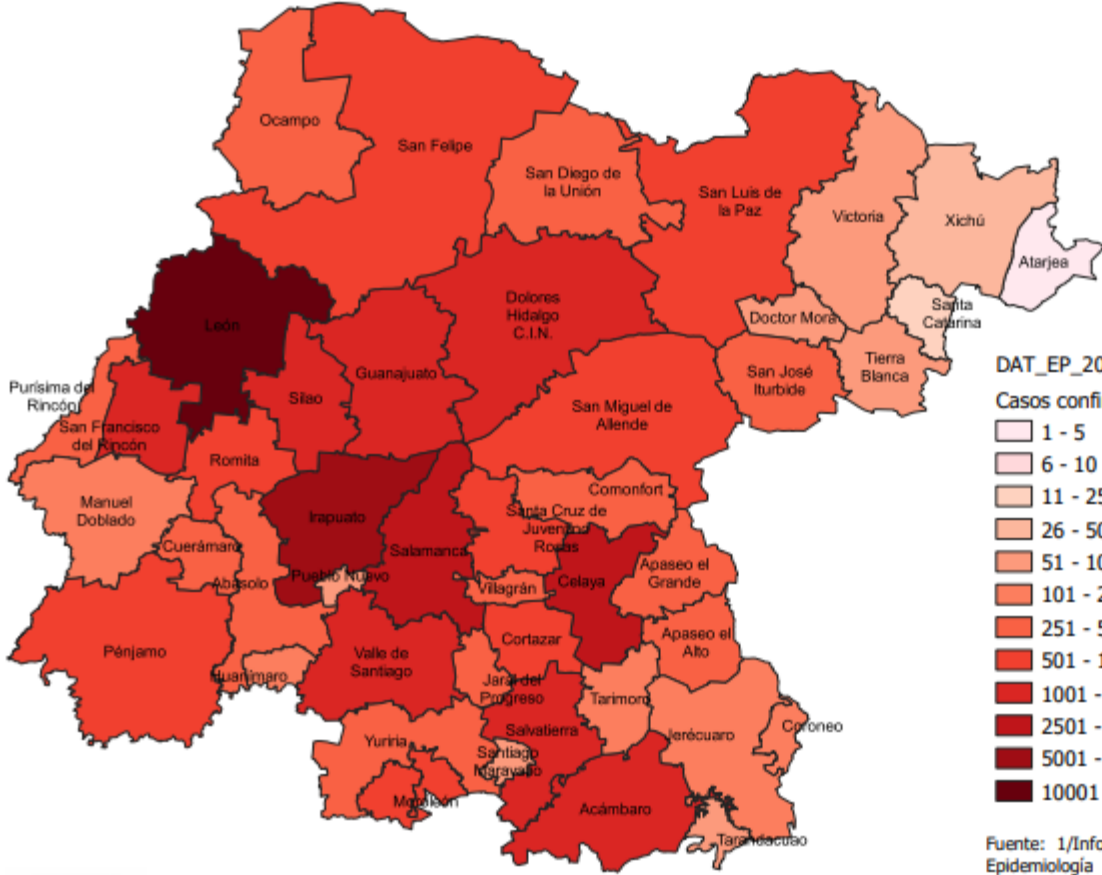 Ocampo
San Felipe
San Diego de
la Unión
San Luis de
la Paz
Victoria
Xichú
Atarjea
León
Dolores
Hidalgo
C.I.N.
Doctor Mora
Santa
Catarina
Guanajuato
Silao
San Miguel de
Allende
San José
Iturbide
Tierra
Blanca
Purísima del
Rincón
San Francisco
del Rincón
Romita
Manuel
Doblado
Irapuato
Salamanca
Comonfort
Santa Cruz de
Juventino
Rosas
Cuerámaro
Abasolo
Pueblo Nuevo
Villagrán
Celaya
Apaseo el
Grande
Pénjamo
Valle de
Santiago
Cortazar
Apaseo el
Alto
Huanímaro
Jaral del
Progreso
Tarimoro
Salvatierra
Jerécuaro
Coroneo
Yuriria
Santiago
Maravatío
Moroleón
Acámbaro
Tarandacuao
DAT_EP_20
Casos confi
1 - 5
6 - 10
11 - 25
26 - 50
51 - 10
101 - 2
251 - 5
501 - 1
1001 -
2501 -
5001 -
10001
Fuente: 1/Info
Epidemiología